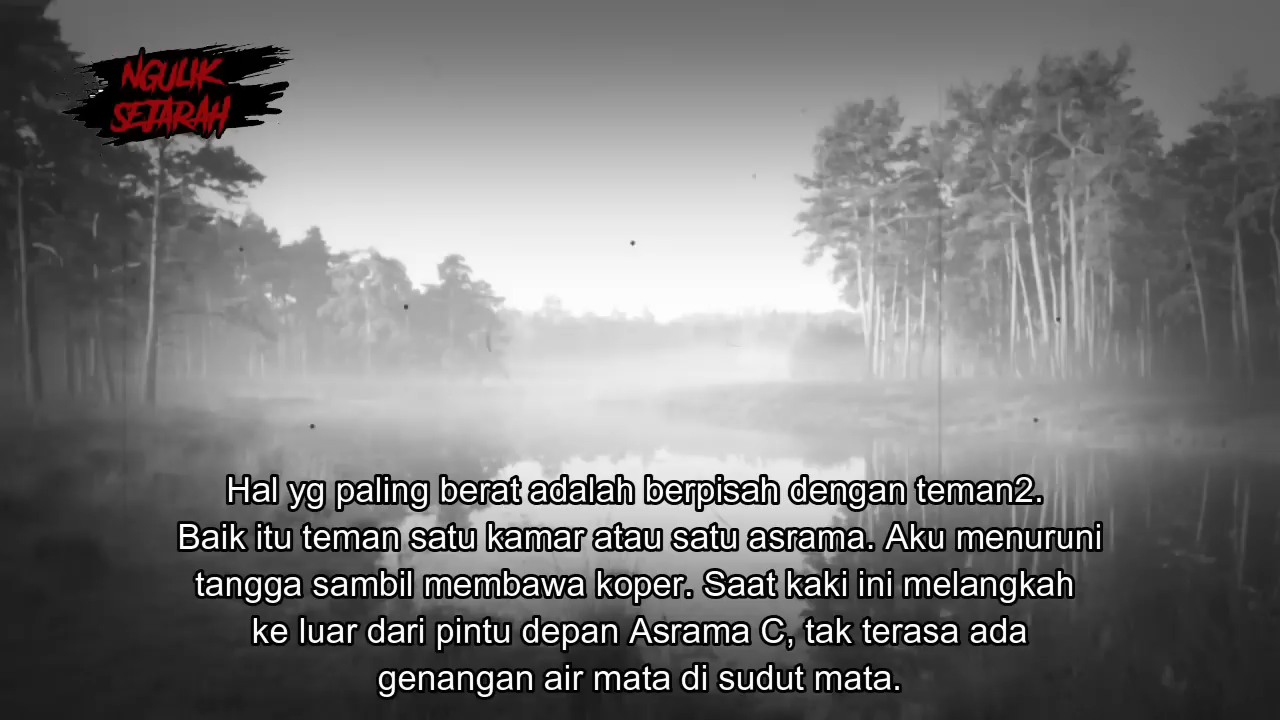 NGULIK
SEJARAH
Hal yg paling berat adalah berpisah dengan teman2.
Baik itu teman satu kamar atau satu asrama. Aku menuruni
tangga sambil membawa koper. Saat kaki ini melangkah
ke luar dari pintu depan Asrama C, tak terasa ada
genangan air mata di sudut mata.